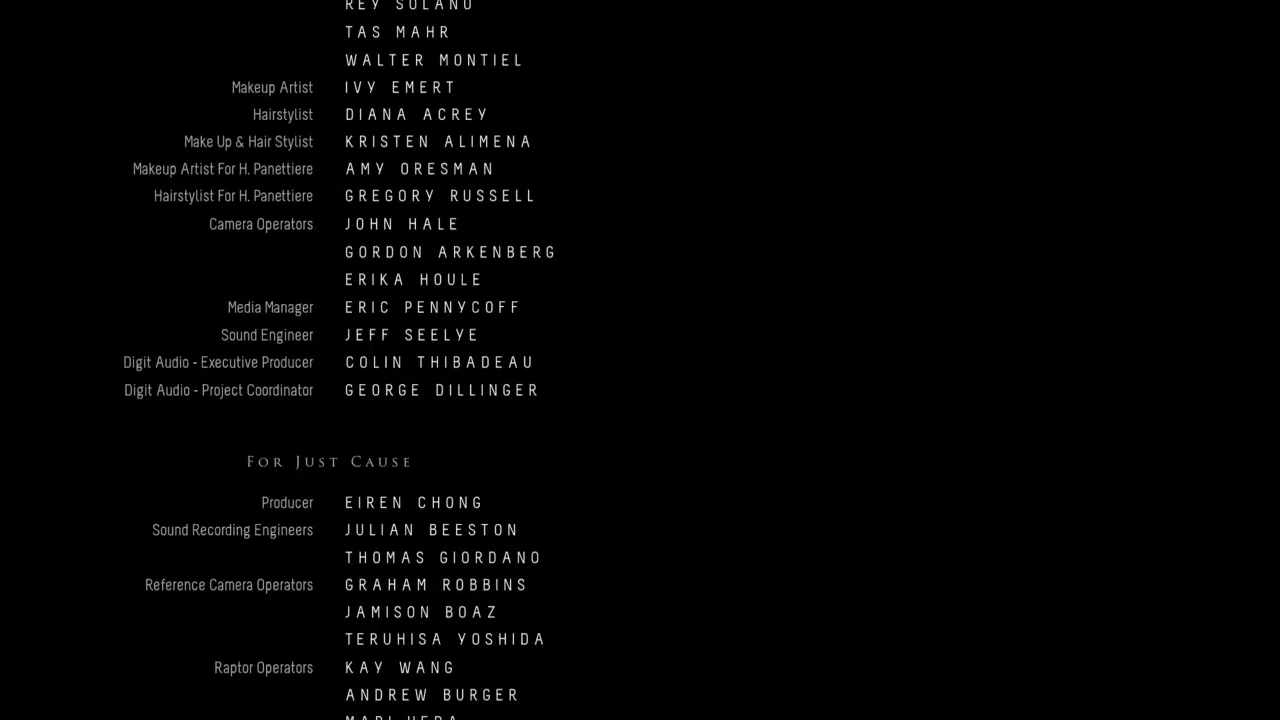 REY SOLANO
TAS MAHR
WALTER MONTIEL
Makeup Artist IVY EMERT
Hairstylist DIANA ACREY
Make Up & Hair Stylist KRISTEN ALIMENA
Makeup Artist For H. Panettiere AMY ORESMAN
Hairstylist For H. Panettiere GREGORY RUSSELL
Camera Operators JOHN HALE
GORDON ARKENBERG
ERIKA HOULE
Media Manager ERIC PENNYCOFF
Sound Engineer JEFF SEELYE
Digit Audio - Executive Producer COLIN THIBADEAU
Digit Audio - Project Coordinator GEORGE DILLINGER
For Just Cause
Producer EIREN CHONG
Sound Recording Engineers JULIAN BEESTON
THOMAS GIORDANO
Reference Camera Operators GRAHAM ROBBINS
JAMISON BOAZ
TERUHISA YOSHIDA
Raptor Operators KAY WANG
ANDREW BURGER